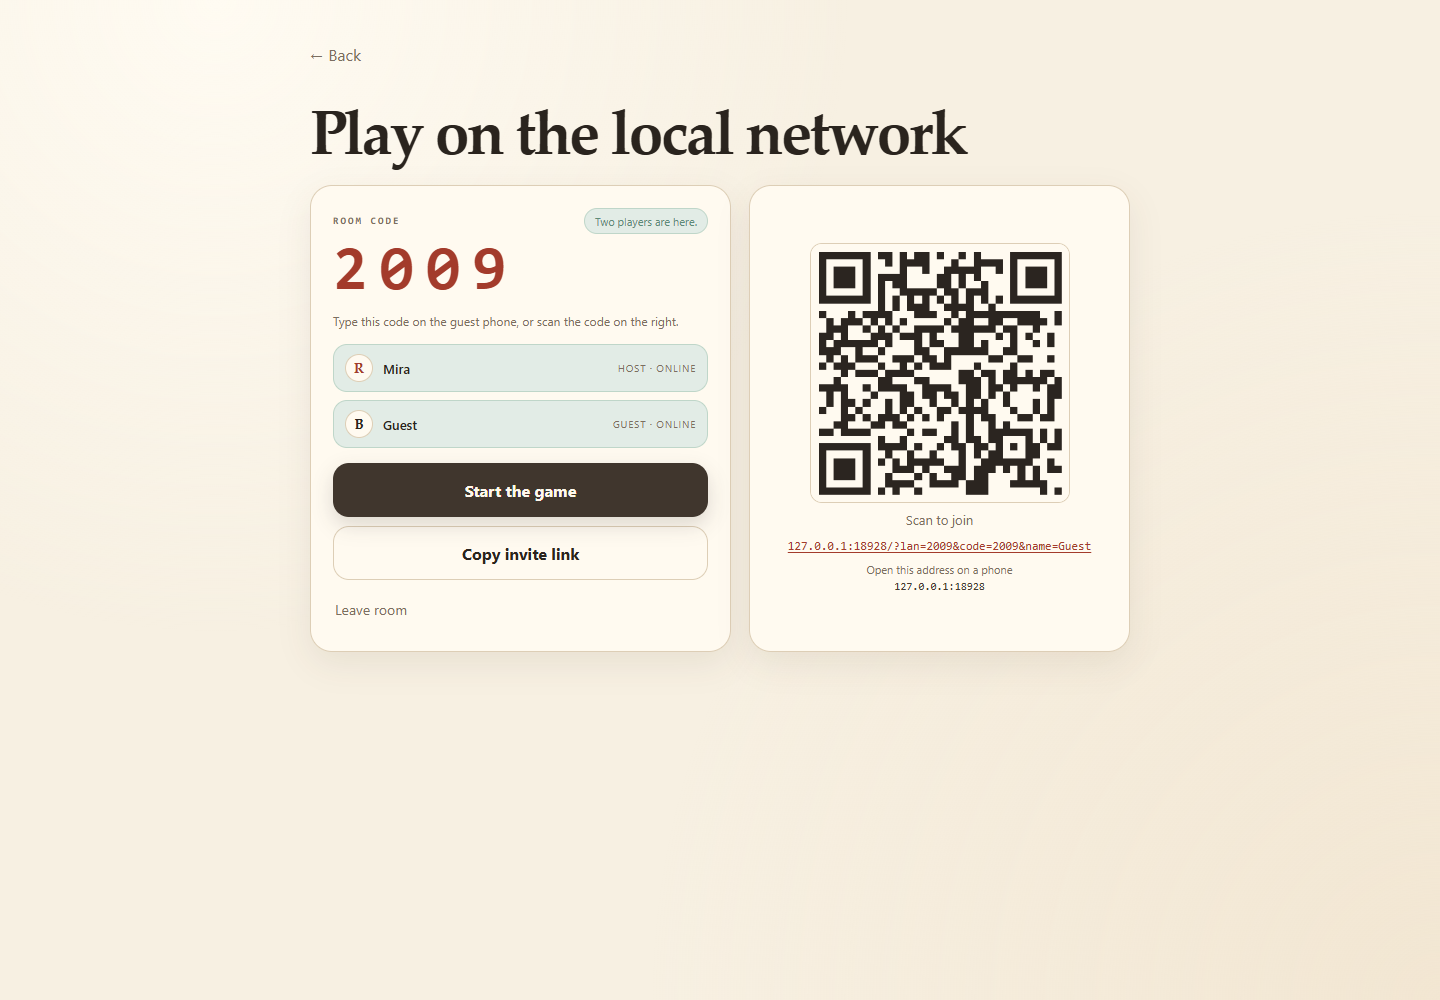 ← Back
Play on the local network
ROOM CODE
Two players are here.
2009
Type this code on the guest phone, or scan the code on the right.
R Mira HOST · ONLINE
B Guest GUEST · ONLINE
Start the game
Copy invite link
Leave room
Scan to join
127.0.0.1:18928/?lan=2009&code=2009&name=Guest
Open this address on a phone
127.0.0.1:18928